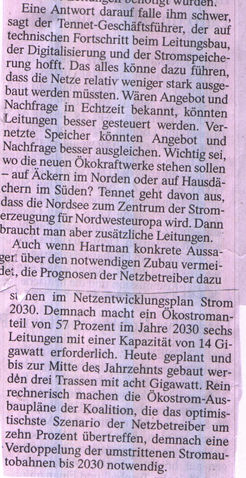 Eine Antwort darauf falle ihm schwer,
sagt der Tennet-Geschäftsführer, der auf
technischen Fortschritt beim Leitungsbau,
der Digitalisierung und der Stromspeiche-
rung hofft. Das alles könne dazu führen,
dass die Netze relativ weniger stark ausge-
baut werden müssten. Wären Angebot und
Nachfrage in Echtzeit bekannt, könnten
Leitungen besser gesteuert werden. Ver-
netzte Speicher könnten Angebot und
Nachfrage besser ausgleichen. Wichtig sei,
wo die neuen Ökokraftwerke stehen sollen
– auf Äckern im Norden oder auf Hausdä-
chern im Süden? Tennet geht davon aus,
dass die Nordsee zum Zentrum der Strom-
erzeugung für Nordwesteuropa wird. Dann
braucht man aber zusätzliche Leitungen.
Auch wenn Hartman konkrete Aussa-
gen über den notwendigen Zubau vermei-
det, die Prognosen der Netzbetreiber dazu
stehen im Netzentwicklungsplan Strom
2030. Demnach macht ein Ökostroman-
teil von 57 Prozent im Jahre 2030 sechs
Leitungen mit einer Kapazität von 14 Gi-
gawatt erforderlich. Heute geplant und
bis zur Mitte des Jahrzehnts gebaut wer-
den drei Trassen mit acht Gigawatt. Rein
rechnerisch machen die Ökostrom-Aus-
baupläne der Koalition, die das optimis-
tischste Szenario der Netzbetreiber um
zehn Prozent übertreffen, demnach eine
Verdoppelung der umstrittenen Stromau-
tobahnen bis 2030 notwendig.